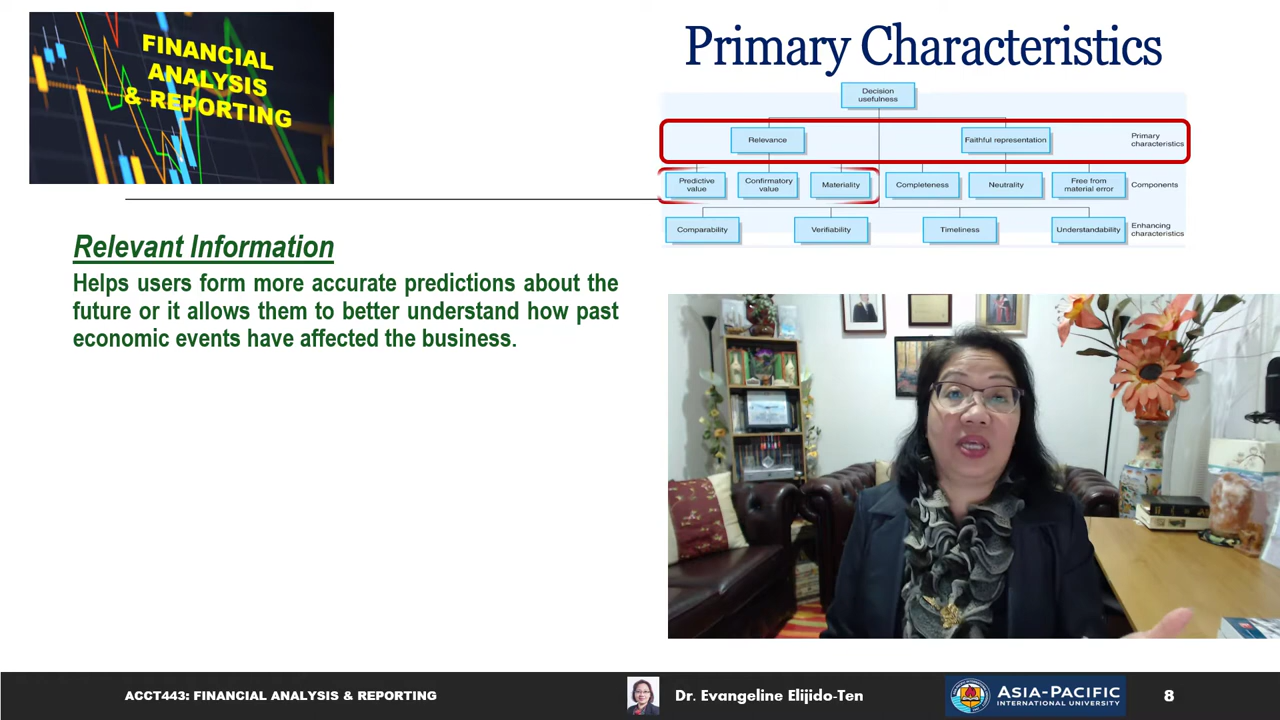 FINANCIAL
ANALYSIS
& REPORTING
Primary Characteristics
Decision
usefulness
Relevance
Faithful representation
Primary
characteristics
Predictive
value
Confirmatory
value
Materiality
Completeness
Neutrality
Free from
material error
Components
Comparability
Verifiability
Timeliness
Understandability
Enhancing
characteristics
Relevant Information
Helps users form more accurate predictions about the
future or it allows them to better understand how past
economic events have affected the business.
ACCT443: FINANCIAL ANALYSIS & REPORTING
Dr. Evangeline Elijido-Ten
ASIA-PACIFIC
INTERNATIONAL UNIVERSITY
8